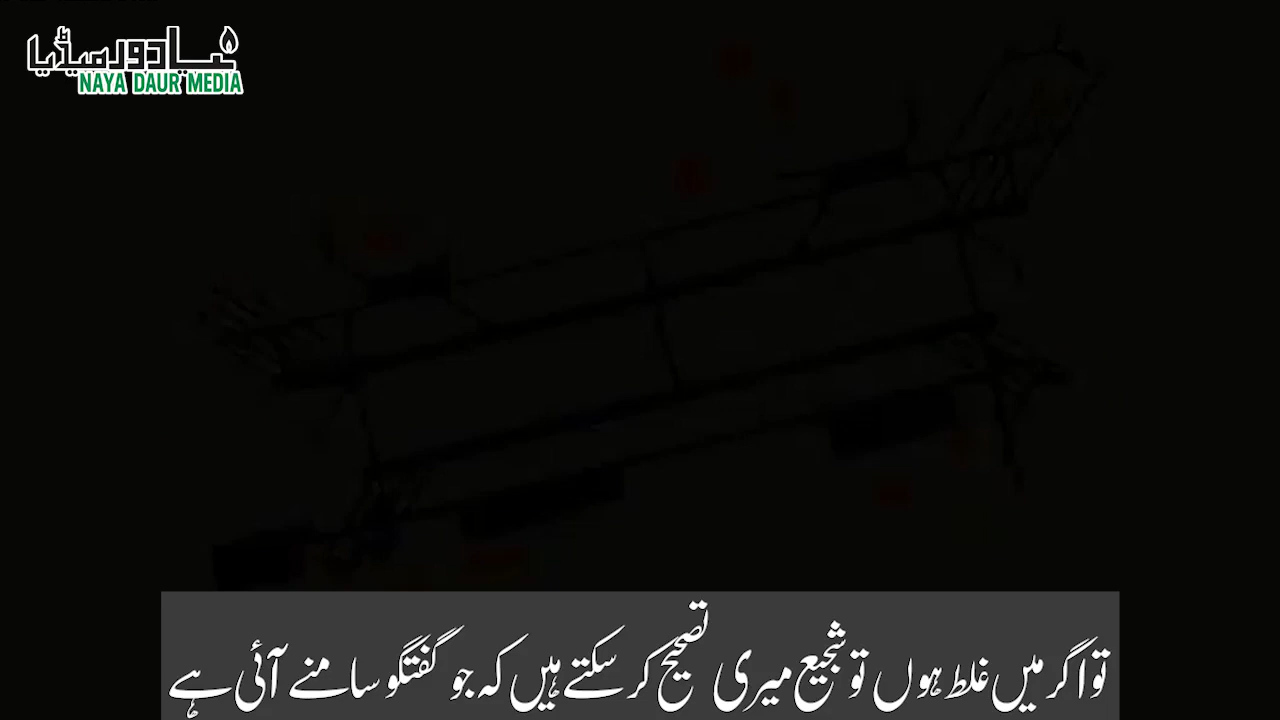 نیا دور میڈیا
NAYA DAUR MEDIA
تو اگر میں غلط ہوں تو شجیع میری تصحیح کر سکتے ہیں کہ جو گفتگو سامنے آئی ہے